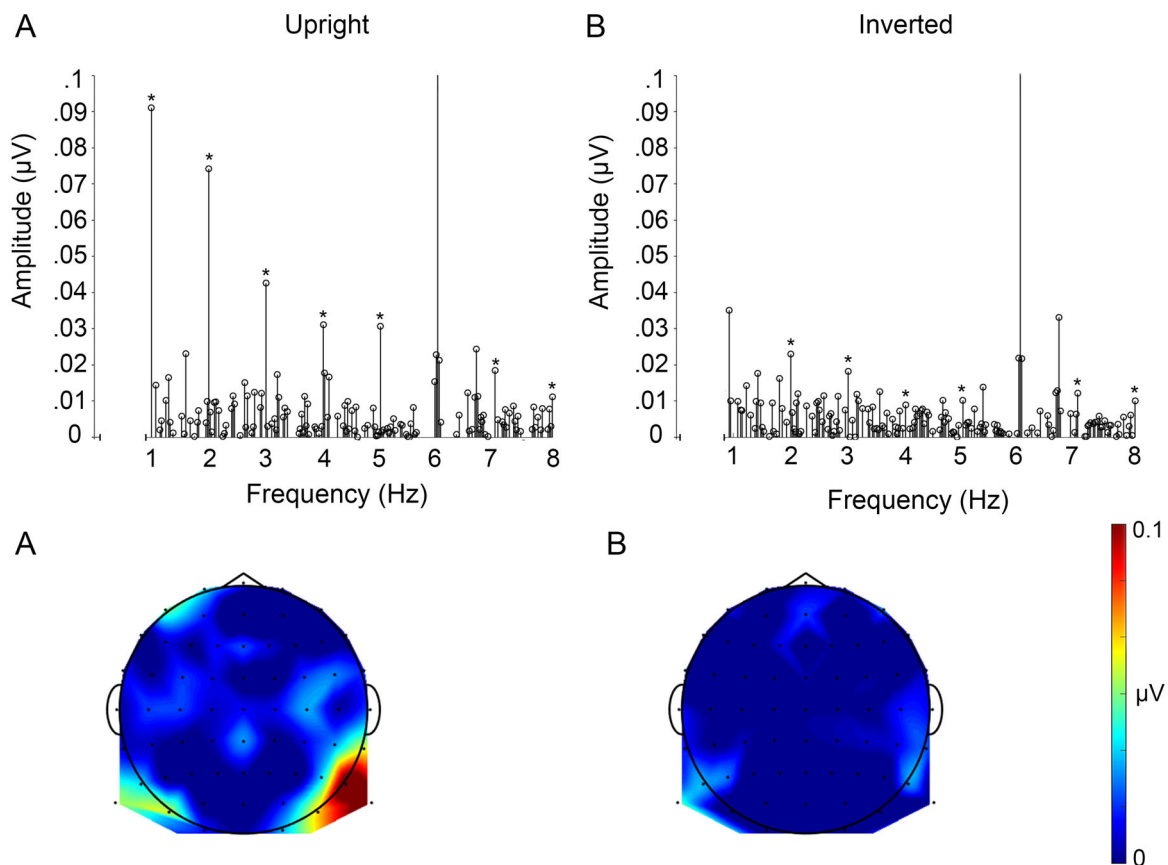 A Upright
B Inverted
Amplitude (µV)
.1
.09
.08
.07
.06
.05
.04
.03
.02
.01
0
* * * * * * *
1 2 3 4 5 6 7 8
Frequency (Hz)
Amplitude (µV)
.1
.09
.08
.07
.06
.05
.04
.03
.02
.01
0
* * * * * *
1 2 3 4 5 6 7 8
Frequency (Hz)
A
B
0.1
µV
0